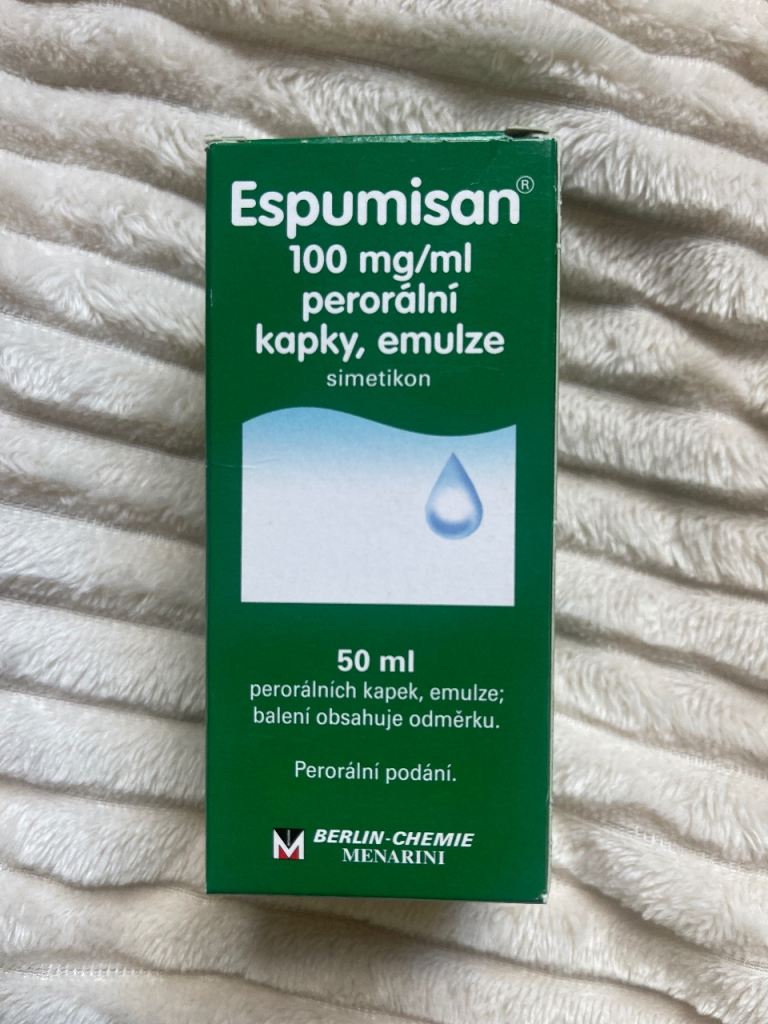 Espumisan®
100 mg/ml
perorální
kapky, emulze
simetikon
50 ml
perorálních kapek, emulze;
balení obsahuje odměrku.
Perorální podání.
BERLIN-CHEMIE
MENARINI